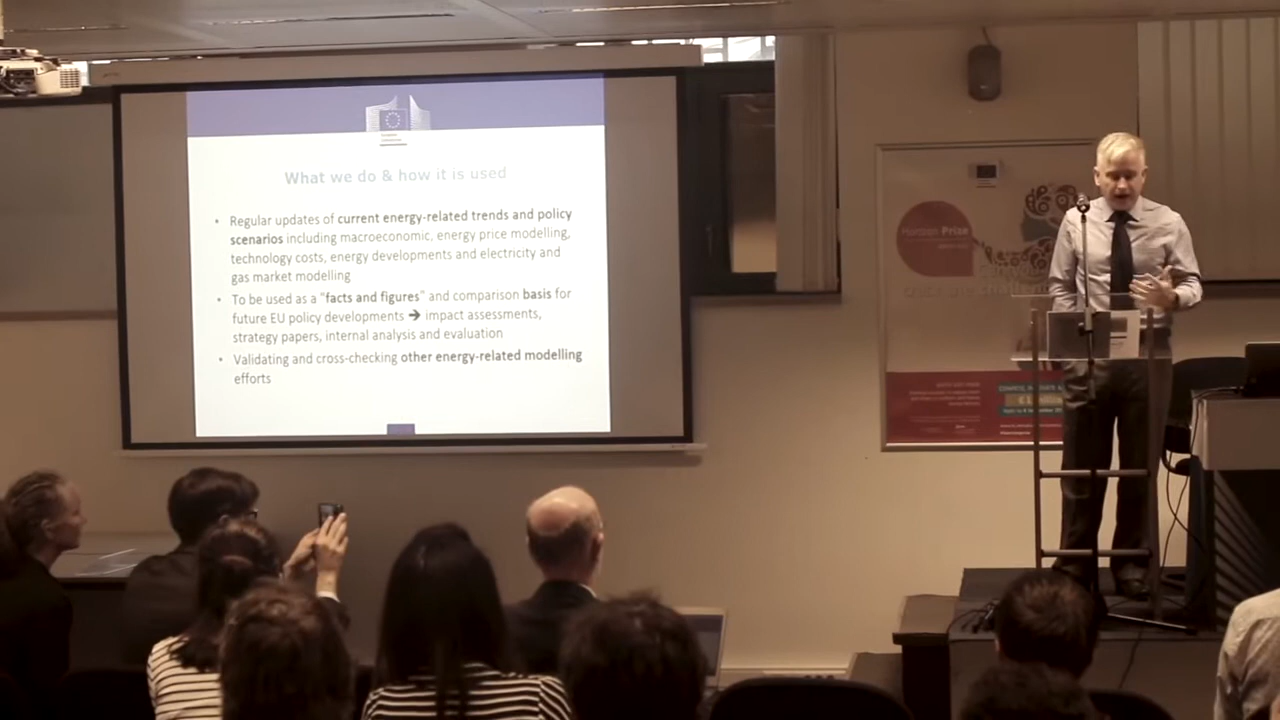 What we do & how it is used
• Regular updates of current energy-related trends and policy
scenarios including macroeconomic, energy price modelling,
technology costs, energy developments and electricity and
gas market modelling
• To be used as a "facts and figures" and comparison basis for
future EU policy developments ➔ impact assessments,
strategy papers, internal analysis and evaluation
• Validating and cross-checking other energy-related modelling
efforts
Horizon Prize